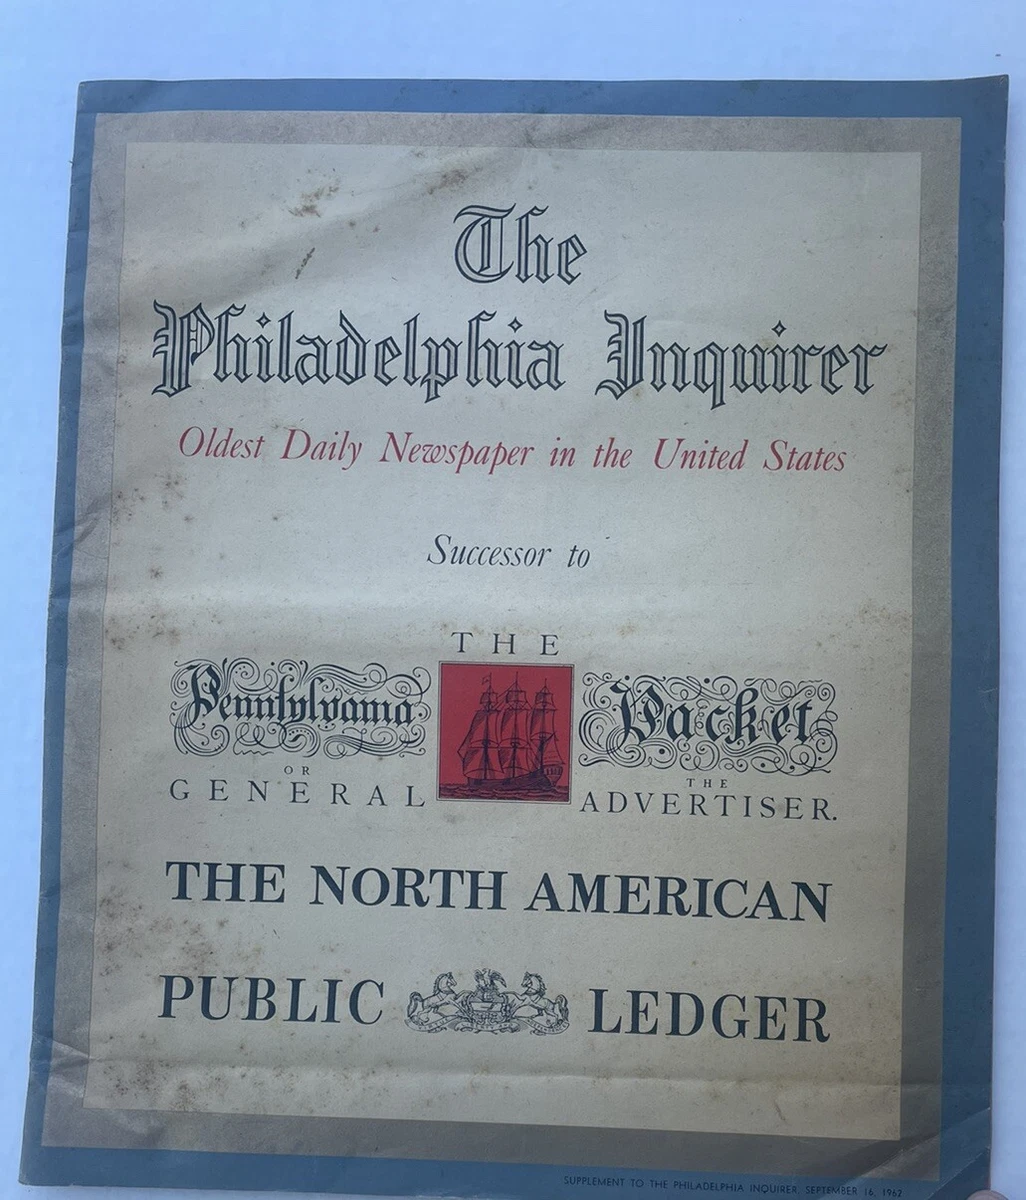 The
Philadelphia Inquirer
Oldest Daily Newspaper in the United States
Successor to
THE
Pennſylvania Packet
OR THE
GENERAL ADVERTISER.
THE NORTH AMERICAN
PUBLIC LEDGER
SUPPLEMENT TO THE PHILADELPHIA INQUIRER, SEPTEMBER 16, 1962